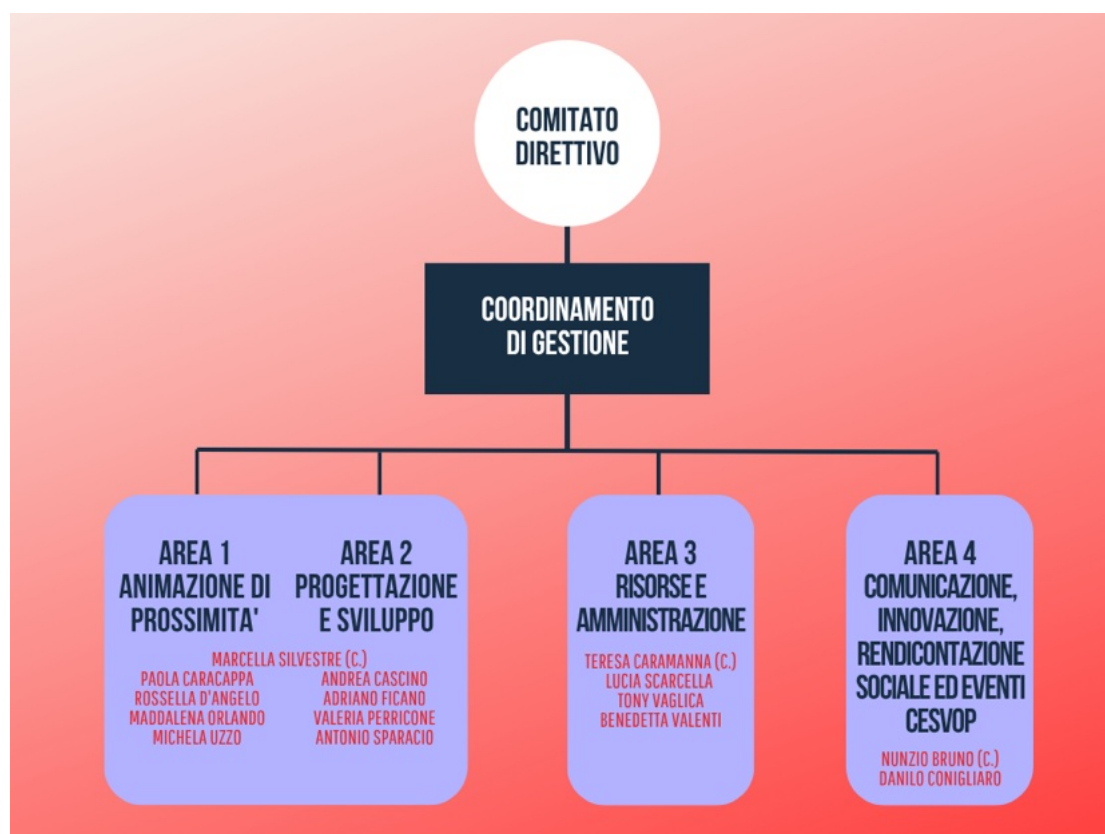 COMITATO
DIRETTIVO
COORDINAMENTO
DI GESTIONE
AREA 1
ANIMAZIONE DI
PROSSIMITA'
AREA 2
PROGETTAZIONE
E SVILUPPO
MARCELLA SILVESTRE (C.)
PAOLA CARACAPPA
ROSSELLA D'ANGELO
MADDALENA ORLANDO
MICHELA UZZO
ANDREA CASCINO
ADRIANO FICANO
VALERIA PERRICONE
ANTONIO SPARACIO
AREA 3
RISORSE E
AMMINISTRAZIONE
TERESA CARAMANNA (C.)
LUCIA SCARCELLA
TONY VAGLICA
BENEDETTA VALENTI
AREA 4
COMUNICAZIONE,
INNOVAZIONE,
RENDICONTAZIONE
SOCIALE ED EVENTI
CESVOP
NUNZIO BRUNO (C.)
DANILO CONIGLIARO